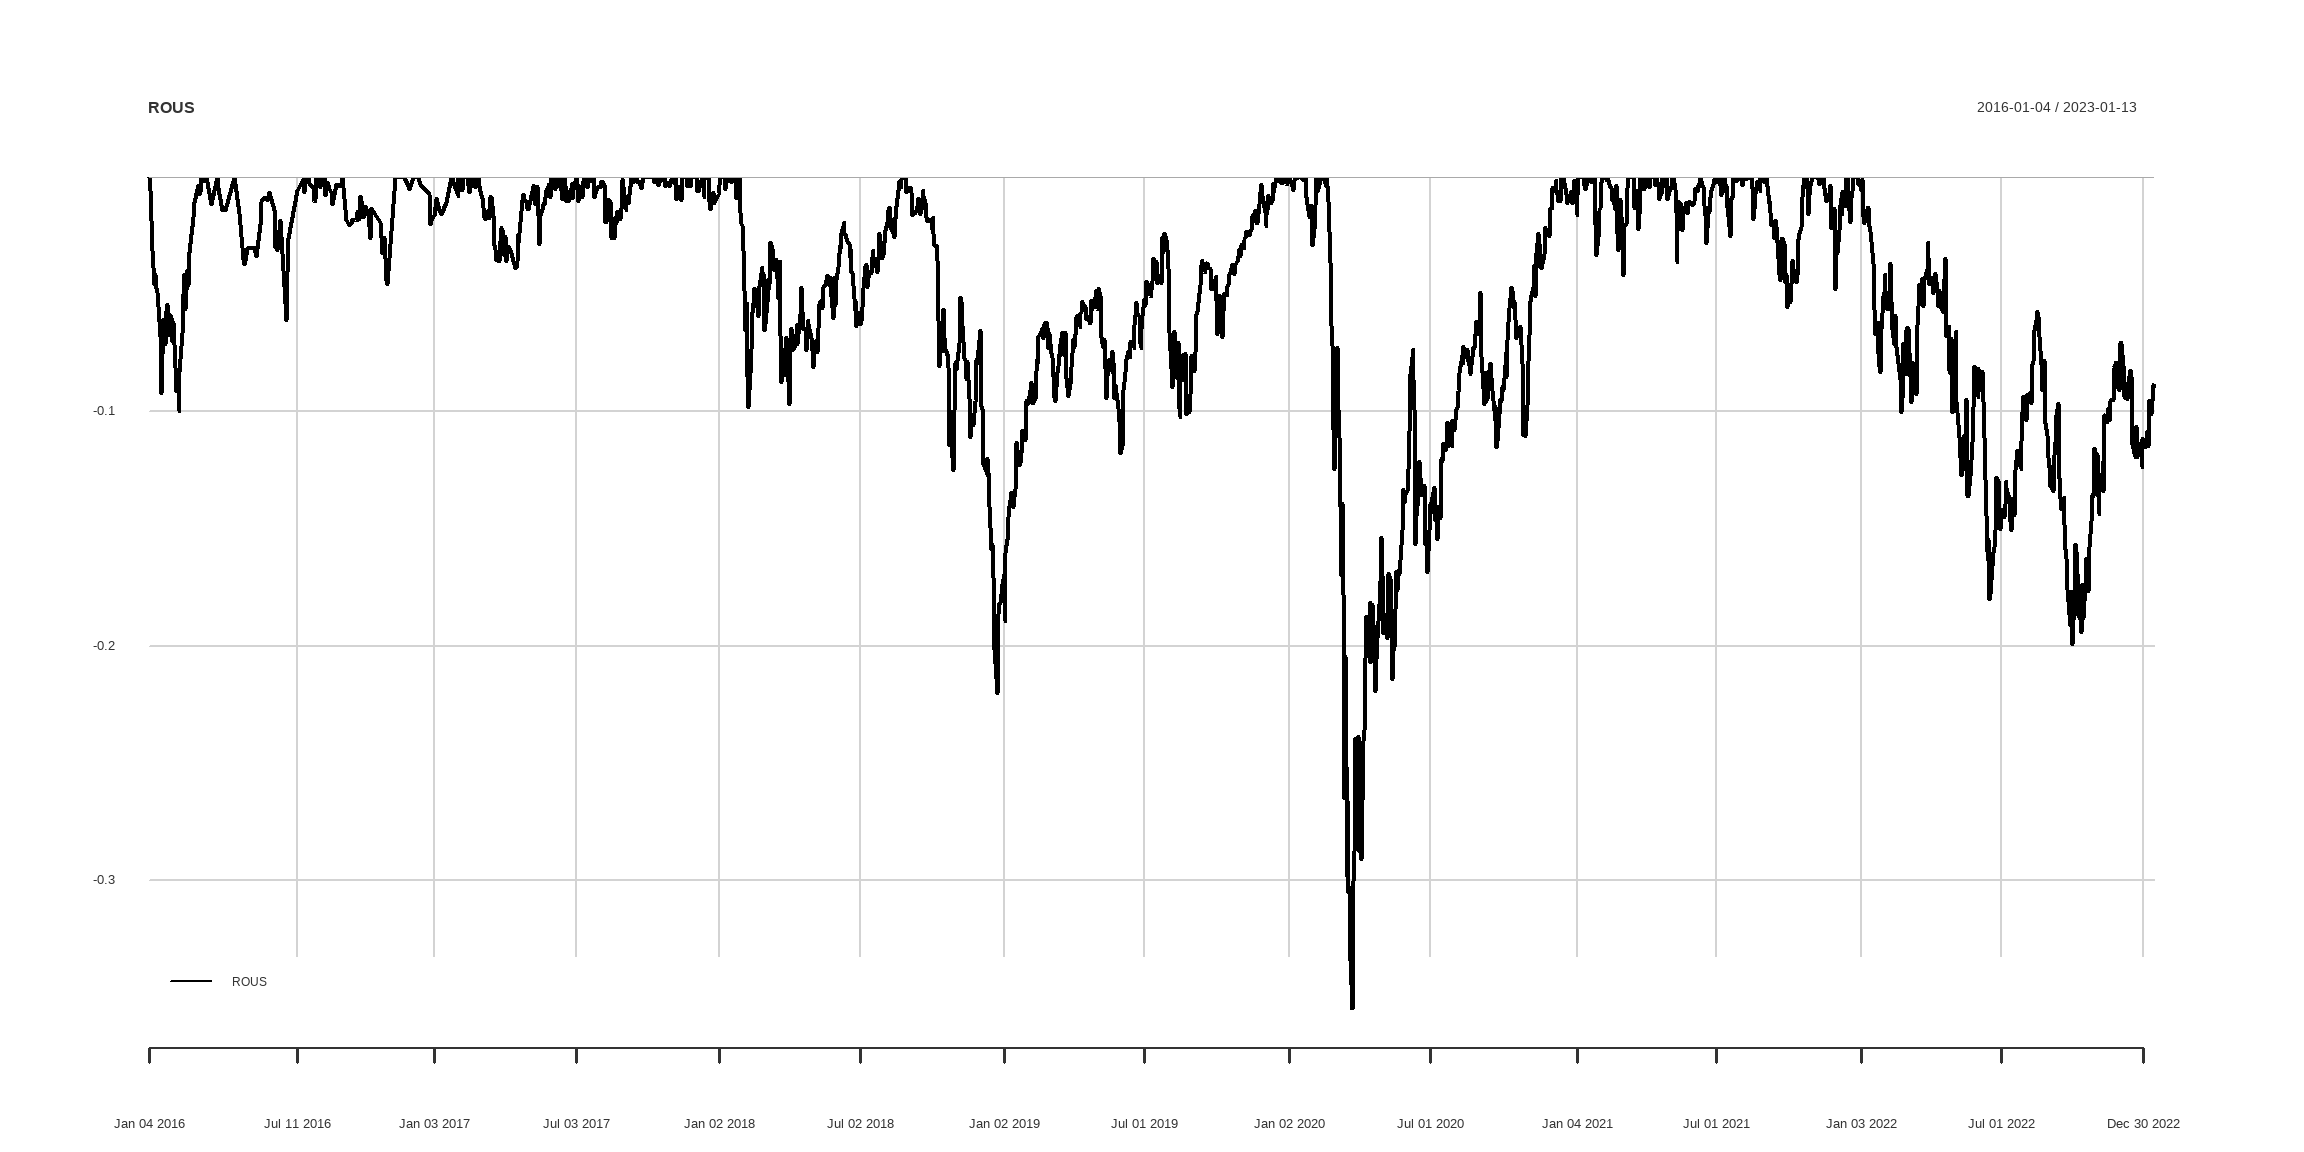 ROUS
2016-01-04 / 2023-01-13
-0.1
-0.2
-0.3
ROUS
Jan 04 2016
Jul 11 2016
Jan 03 2017
Jul 03 2017
Jan 02 2018
Jul 02 2018
Jan 02 2019
Jul 01 2019
Jan 02 2020
Jul 01 2020
Jan 04 2021
Jul 01 2021
Jan 03 2022
Jul 01 2022
Dec 30 2022